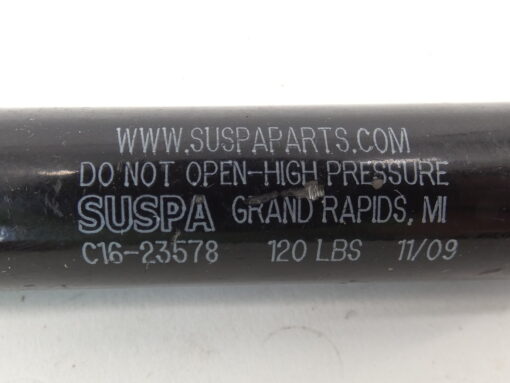 WWW.SUSPAPARTS.COM
DO NOT OPEN-HIGH PRESSURE
SUSPA GRAND RAPIDS, MI
C16-23578 120 LBS 11/09